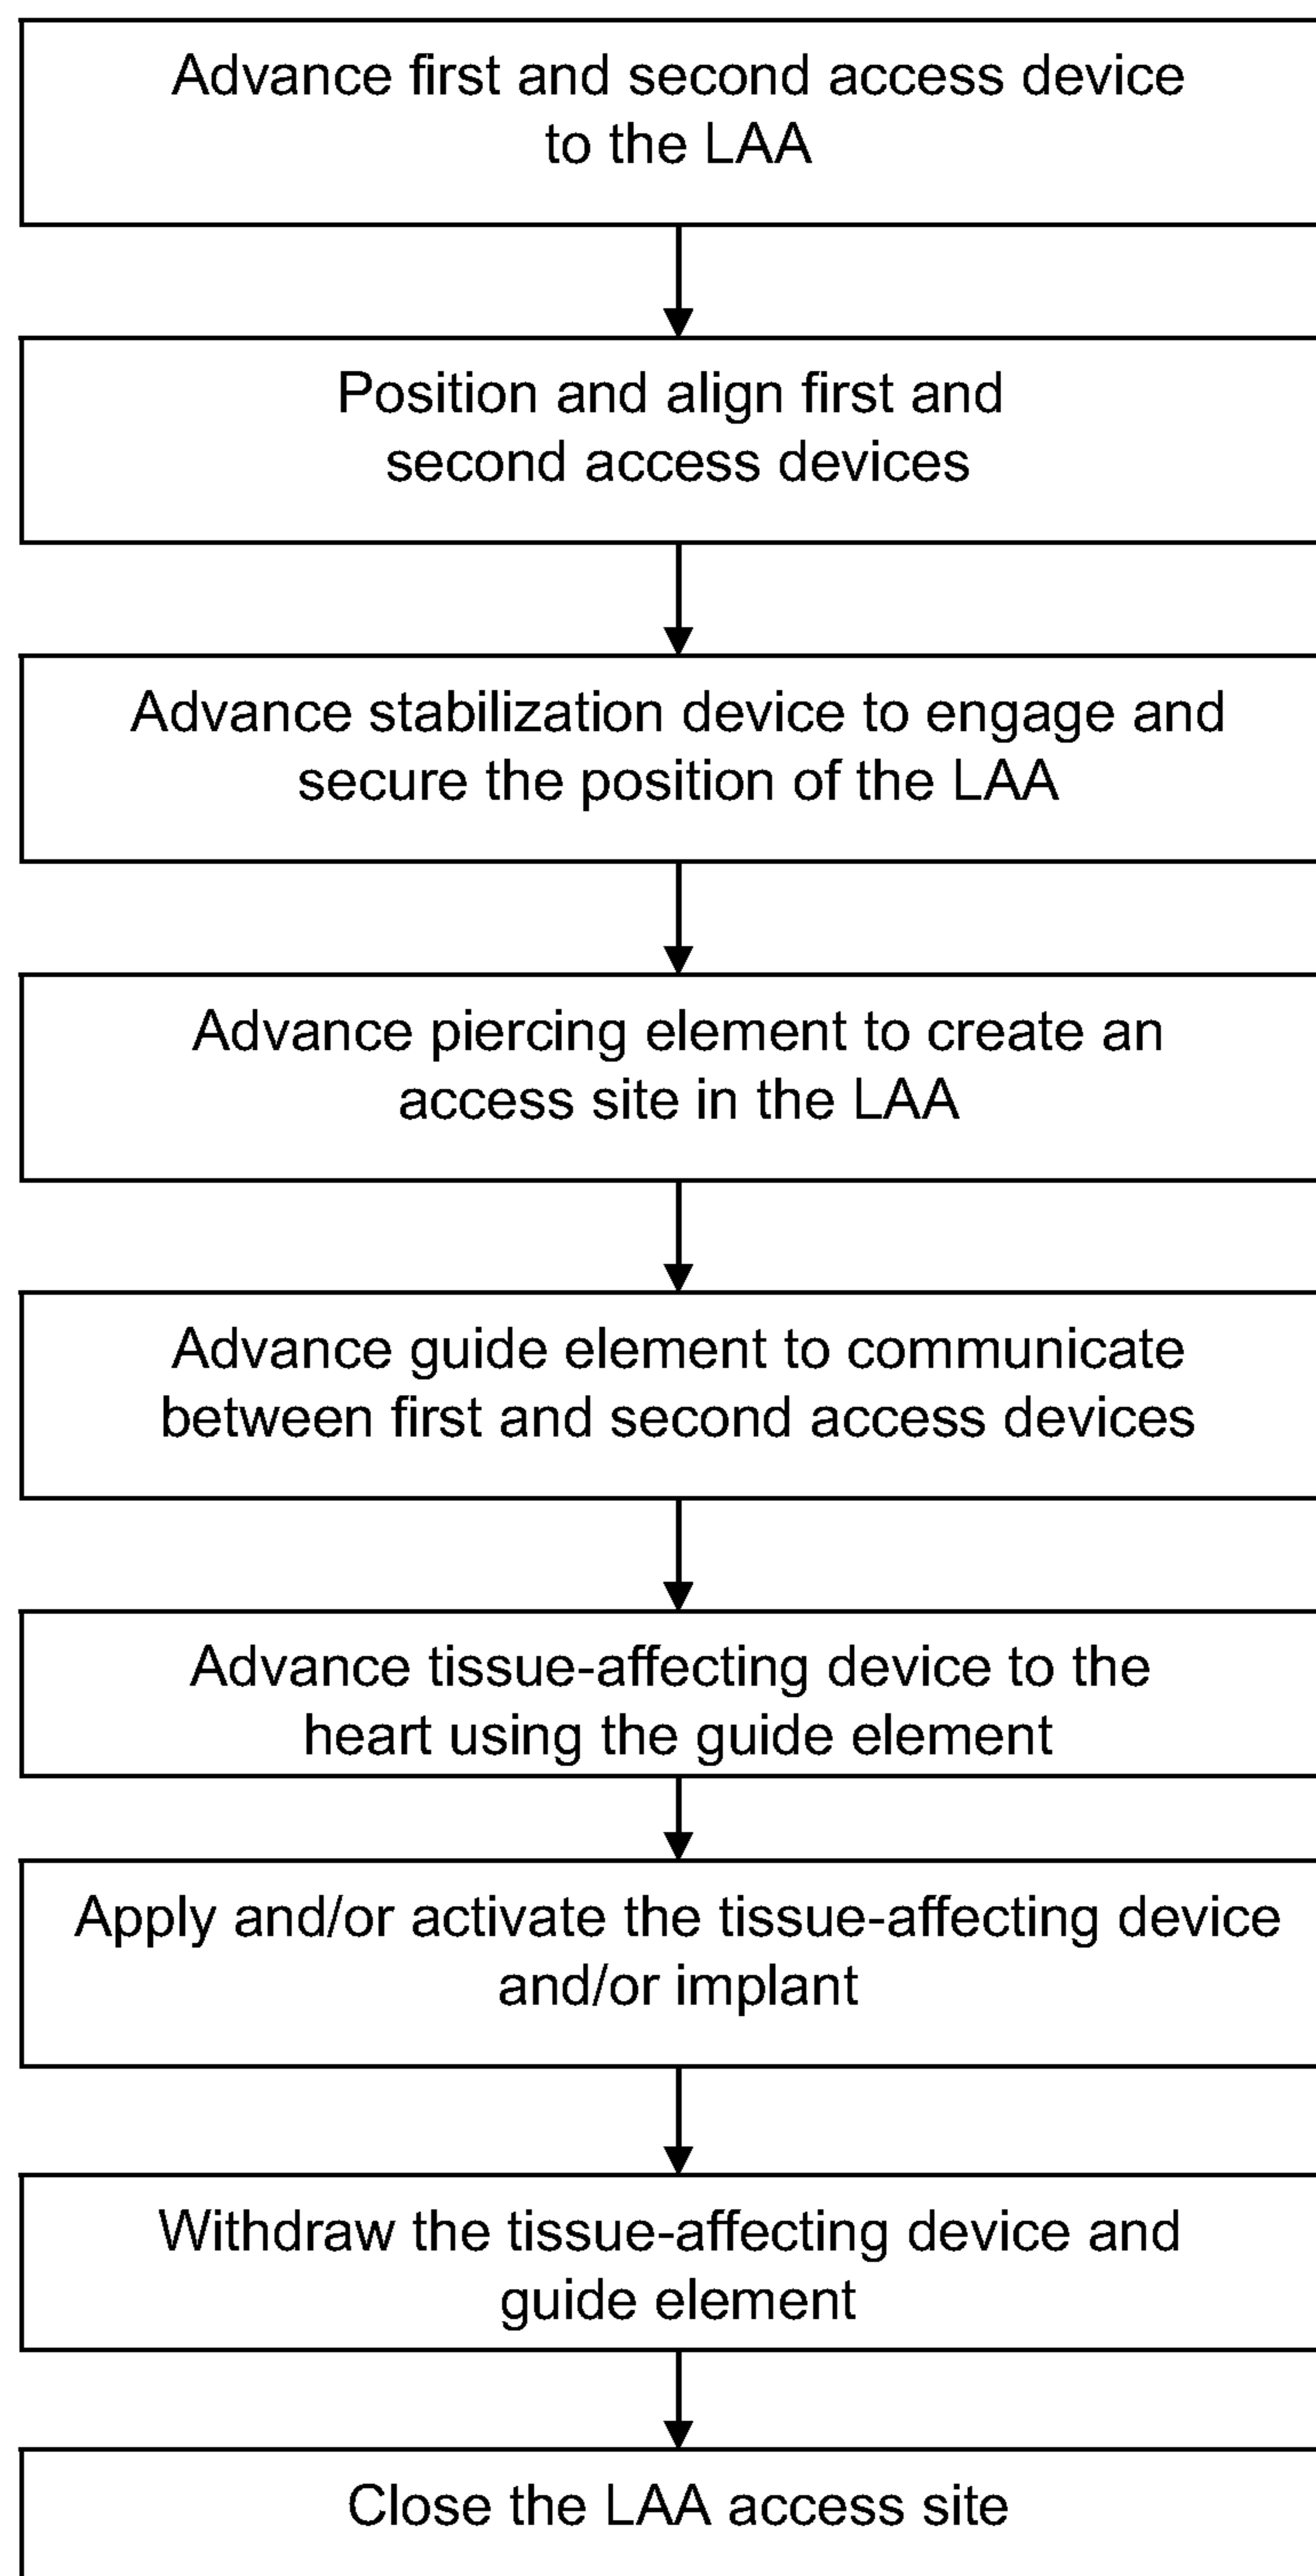 Advance first and second access device
to the LAA
Position and align first and
second access devices
Advance stabilization device to engage and
secure the position of the LAA
Advance piercing element to create an
access site in the LAA
Advance guide element to communicate
between first and second access devices
Advance tissue-affecting device to the
heart using the guide element
Apply and/or activate the tissue-affecting device
and/or implant
Withdraw the tissue-affecting device and
guide element
Close the LAA access site